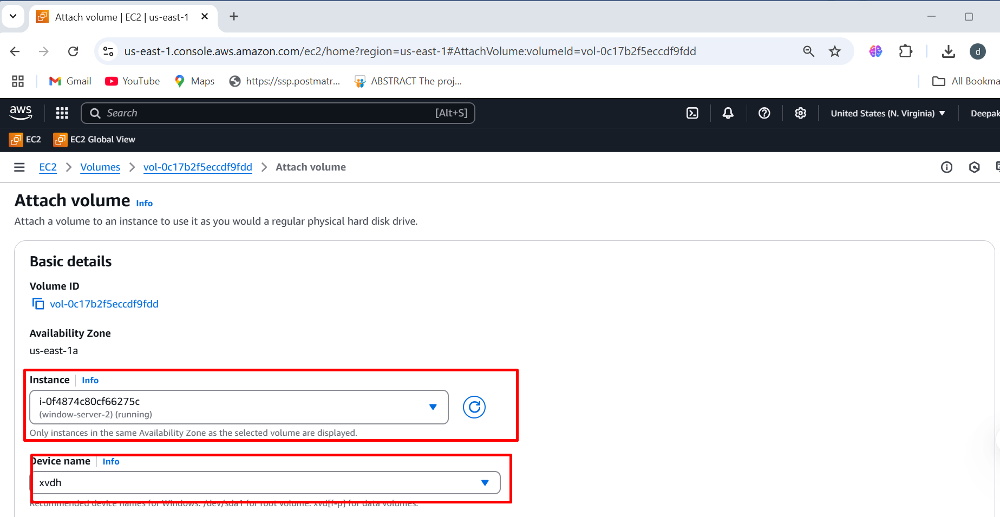 Attach volume | EC2 | us-east-1
us-east-1.console.aws.amazon.com/ec2/home?region=us-east-1#AttachVolume:volumeId=vol-0c17b2f5eccdf9fdd
d
Gmail YouTube Maps https://ssp.postmatr... ABSTRACT The proj... All Bookma
aws Search [Alt+S] United States (N. Virginia) Deepak
EC2 EC2 Global View
EC2 Volumes vol-0c17b2f5eccdf9fdd Attach volume
Attach volume Info
Attach a volume to an instance to use it as you would a regular physical hard disk drive.
Basic details
Volume ID
vol-0c17b2f5eccdf9fdd
Availability Zone
us-east-1a
Instance Info
i-0f4874c80cf66275c
(window-server-2) (running)
Only instances in the same Availability Zone as the selected volume are displayed.
Device name Info
xvdh
Recommended device names for Windows: /dev/sda1 for root volume. xvd[f-p] for data volumes.